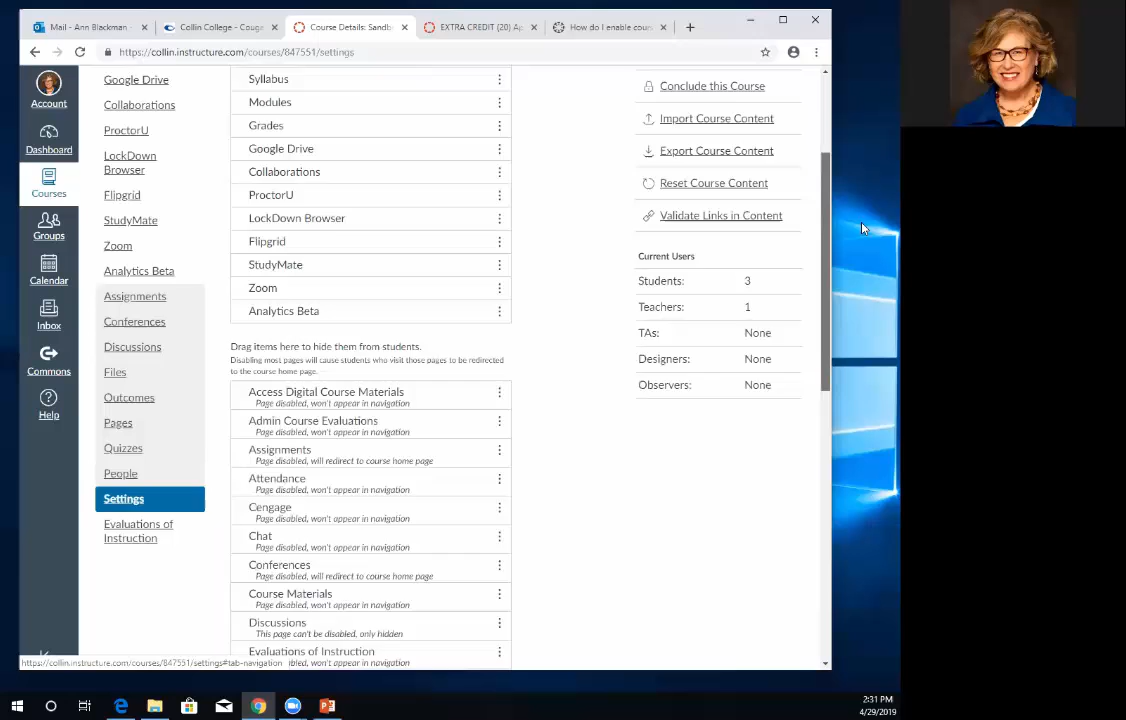 Mail - Ann Blackman
Collin College - Couga
Course Details: Sandb
EXTRA CREDIT (20) Ap
How do I enable cour
https://collin.instructure.com/courses/847551/settings
Account
Dashboard
Courses
Groups
Calendar
Inbox
Commons
Help
Google Drive
Collaborations
ProctorU
LockDown
Browser
Flipgrid
StudyMate
Zoom
Analytics Beta
Assignments
Conferences
Discussions
Files
Outcomes
Pages
Quizzes
People
Settings
Evaluations of
Instruction
Syllabus
Modules
Grades
Google Drive
Collaborations
ProctorU
LockDown Browser
Flipgrid
StudyMate
Zoom
Analytics Beta
Drag items here to hide them from students.
Disabling most pages will cause students who visit those pages to be redirected
to the course home page.
Access Digital Course Materials
Page disabled, won't appear in navigation
Admin Course Evaluations
Page disabled, won't appear in navigation
Assignments
Page disabled, will redirect to course home page
Attendance
Page disabled, won't appear in navigation
Cengage
Page disabled, won't appear in navigation
Chat
Page disabled, won't appear in navigation
Conferences
Page disabled, will redirect to course home page
Course Materials
Page disabled, won't appear in navigation
Discussions
This page can't be disabled, only hidden
Evaluations of Instruction
bled, won't appear in navigation
Conclude this Course
Import Course Content
Export Course Content
Reset Course Content
Validate Links in Content
Current Users
Students: 3
Teachers: 1
TAs: None
Designers: None
Observers: None
https://collin.instructure.com/courses/847551/settings#tab-navigation
2:31 PM
4/29/2019